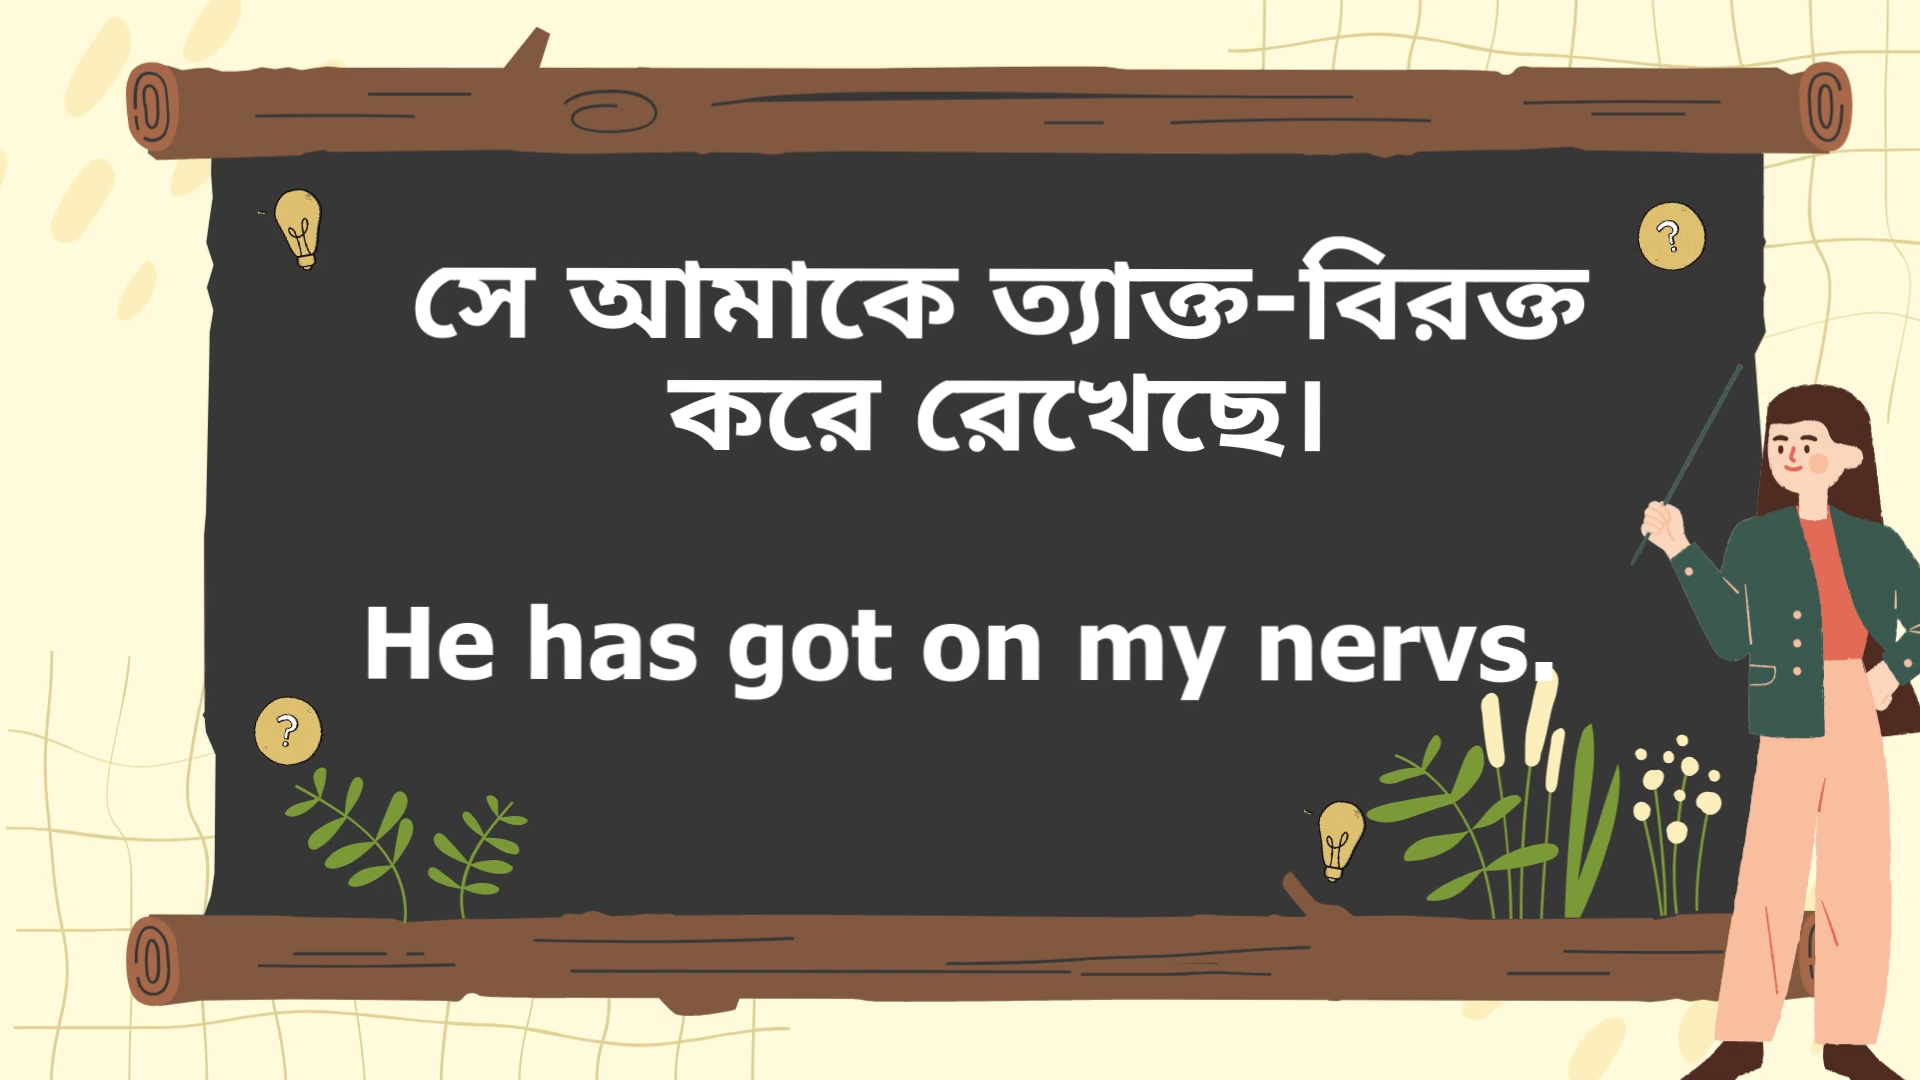 সে আমাকে ত্যাক্ত-বিরক্ত
করে রেখেছে।
He has got on my nervs.
?
?